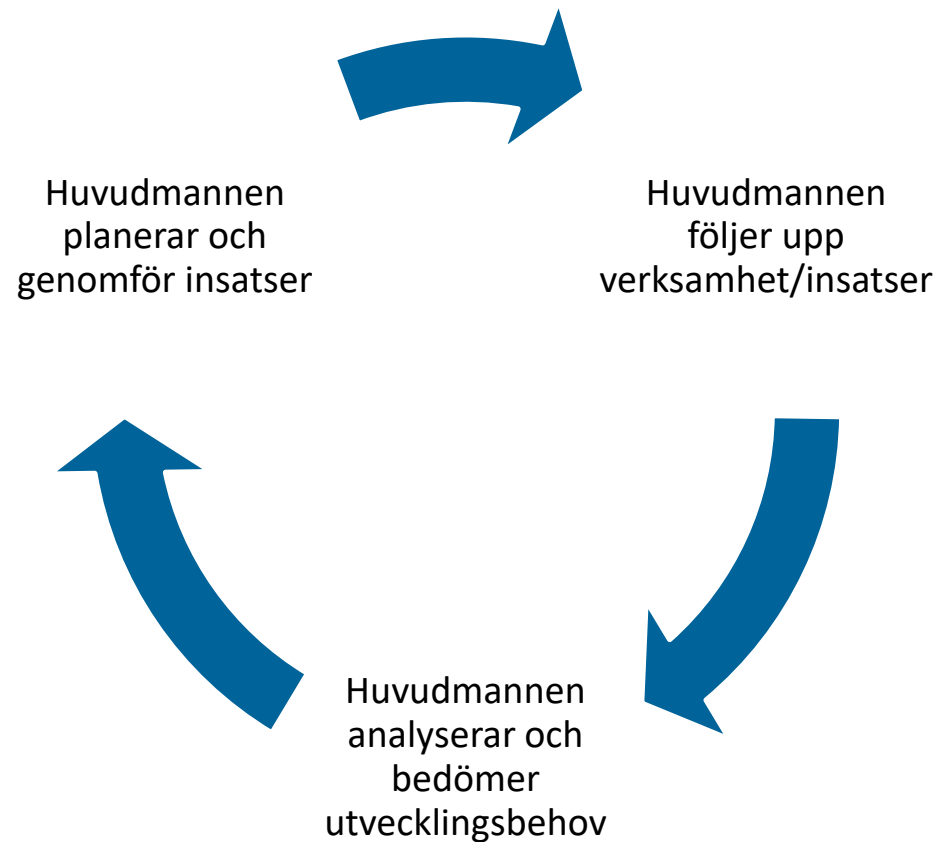 Huvudmannen
planerar och
genomför insatser
Huvudmannen
följer upp
verksamhet/insatser
Huvudmannen
analyserar och
bedömer
utvecklingsbehov